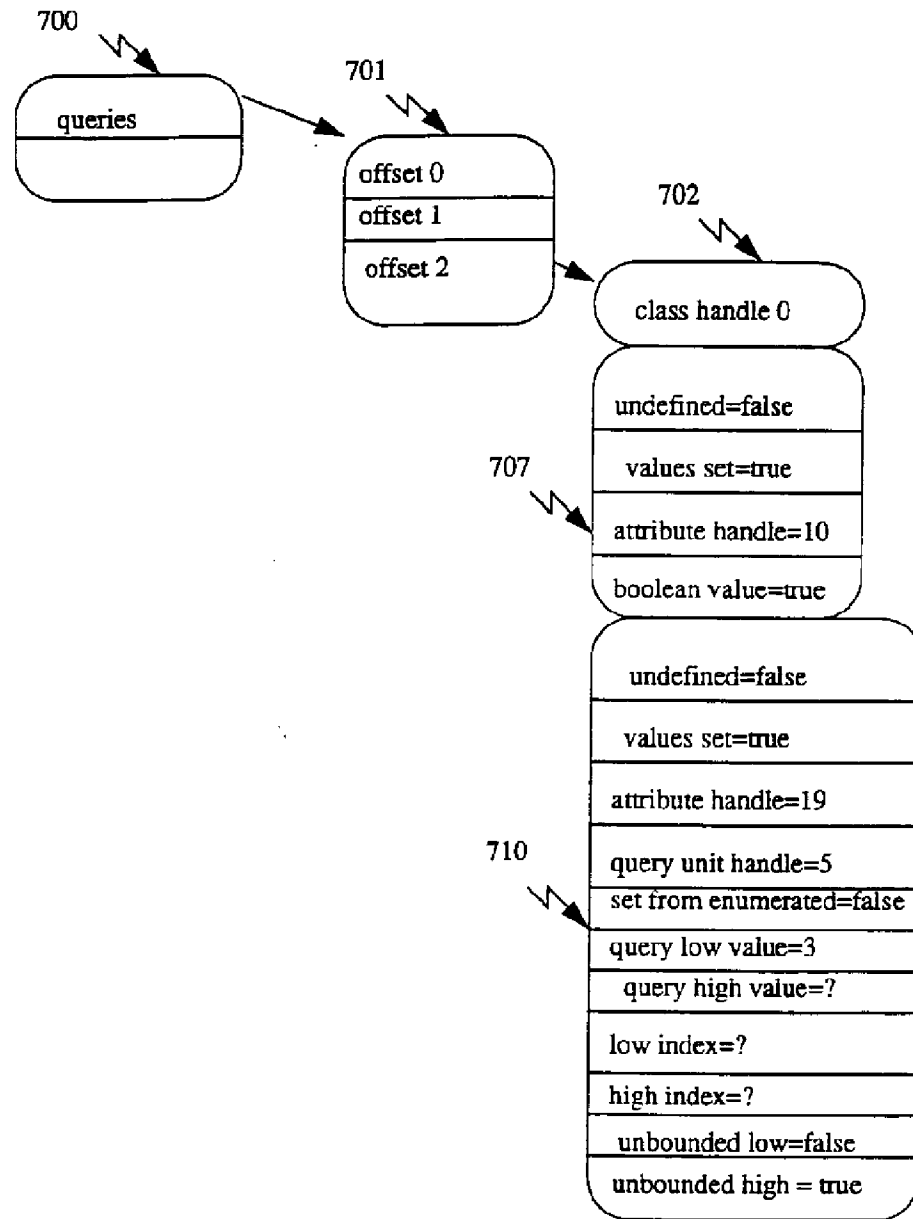 700
queries
701
offset 0
offset 1
offset 2
702
class handle 0
undefined=false
values set=true
707
attribute handle=10
boolean value=true
undefined=false
values set=true
attribute handle=19
710
query unit handle=5
set from enumerated=false
query low value=3
query high value=?
low index=?
high index=?
unbounded low=false
unbounded high = true